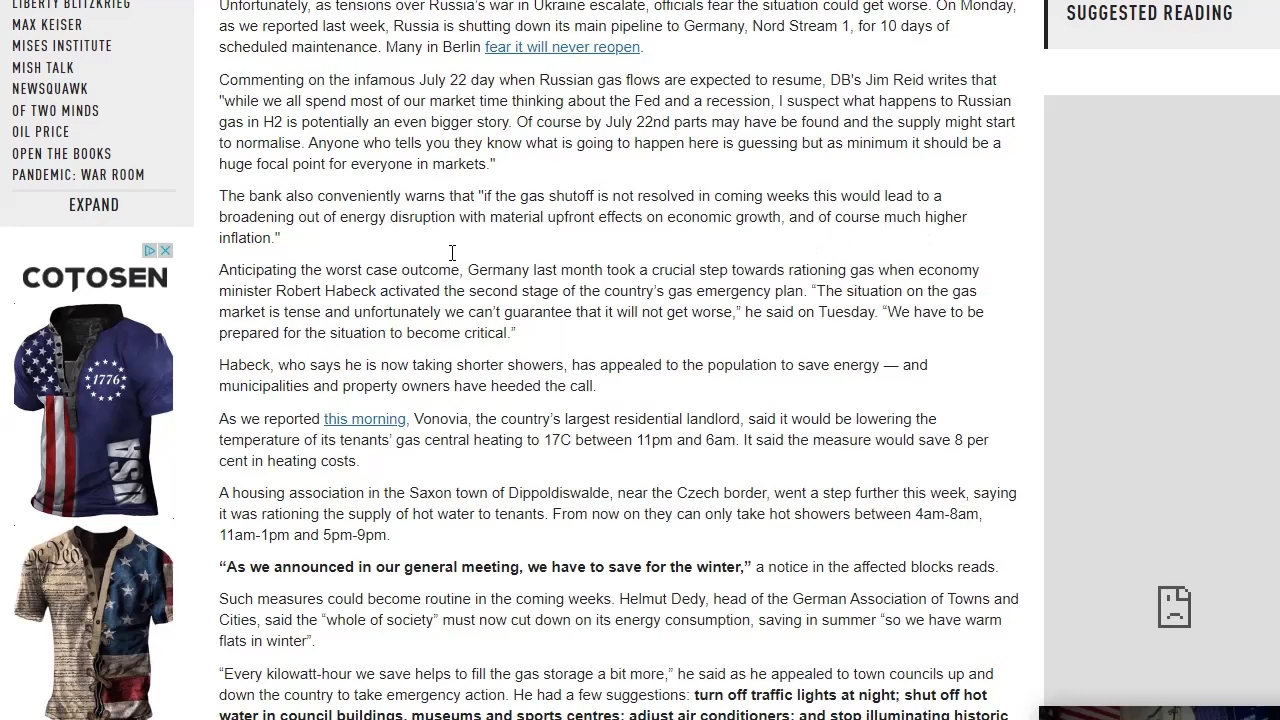 LIBERTY BLITZKRIEG
MAX KEISER
MISES INSTITUTE
MISH TALK
NEWSQUAWK
OF TWO MINDS
OIL PRICE
OPEN THE BOOKS
PANDEMIC: WAR ROOM
EXPAND
COTOSEN
1776
USA
We the Peo
Unfortunately, as tensions over Russia's war in Ukraine escalate, officials fear the situation could get worse. On Monday,
as we reported last week, Russia is shutting down its main pipeline to Germany, Nord Stream 1, for 10 days of
scheduled maintenance. Many in Berlin fear it will never reopen.
Commenting on the infamous July 22 day when Russian gas flows are expected to resume, DB's Jim Reid writes that
"while we all spend most of our market time thinking about the Fed and a recession, I suspect what happens to Russian
gas in H2 is potentially an even bigger story. Of course by July 22nd parts may have be found and the supply might start
to normalise. Anyone who tells you they know what is going to happen here is guessing but as minimum it should be a
huge focal point for everyone in markets."
The bank also conveniently warns that "if the gas shutoff is not resolved in coming weeks this would lead to a
broadening out of energy disruption with material upfront effects on economic growth, and of course much higher
inflation."
Anticipating the worst case outcome, Germany last month took a crucial step towards rationing gas when economy
minister Robert Habeck activated the second stage of the country’s gas emergency plan. “The situation on the gas
market is tense and unfortunately we can’t guarantee that it will not get worse,” he said on Tuesday. “We have to be
prepared for the situation to become critical.”
Habeck, who says he is now taking shorter showers, has appealed to the population to save energy — and
municipalities and property owners have heeded the call.
As we reported this morning, Vonovia, the country’s largest residential landlord, said it would be lowering the
temperature of its tenants’ gas central heating to 17C between 11pm and 6am. It said the measure would save 8 per
cent in heating costs.
A housing association in the Saxon town of Dippoldiswalde, near the Czech border, went a step further this week, saying
it was rationing the supply of hot water to tenants. From now on they can only take hot showers between 4am-8am,
11am-1pm and 5pm-9pm.
“As we announced in our general meeting, we have to save for the winter,” a notice in the affected blocks reads.
Such measures could become routine in the coming weeks. Helmut Dedy, head of the German Association of Towns and
Cities, said the “whole of society” must now cut down on its energy consumption, saving in summer “so we have warm
flats in winter”.
“Every kilowatt-hour we save helps to fill the gas storage a bit more,” he said as he appealed to town councils up and
down the country to take emergency action. He had a few suggestions: turn off traffic lights at night; shut off hot
water in council buildings, museums and sports centres; adjust air conditioners; and stop illuminating historic
SUGGESTED READING